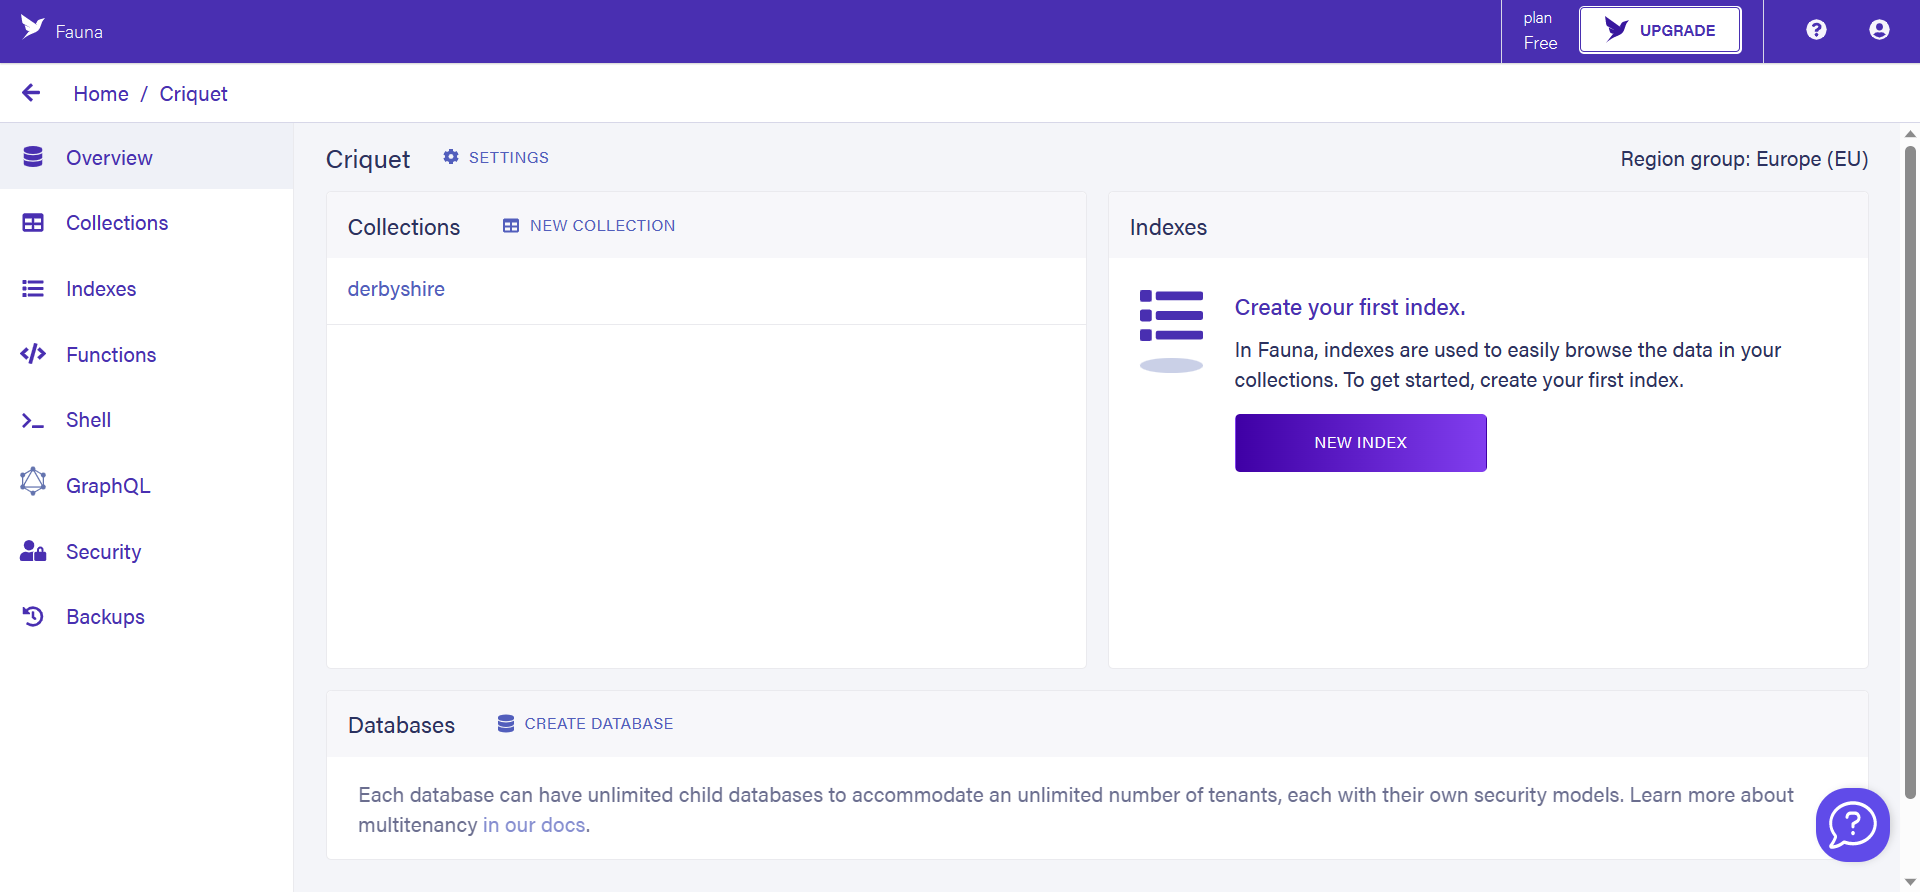 Fauna
plan
Free
UPGRADE
Home / Criquet
Overview
Collections
Indexes
Functions
Shell
GraphQL
Security
Backups
Criquet
SETTINGS
Region group: Europe (EU)
Collections
NEW COLLECTION
derbyshire
Indexes
Create your first index.
In Fauna, indexes are used to easily browse the data in your
collections. To get started, create your first index.
NEW INDEX
Databases
CREATE DATABASE
Each database can have unlimited child databases to accommodate an unlimited number of tenants, each with their own security models. Learn more about
multitenancy in our docs.